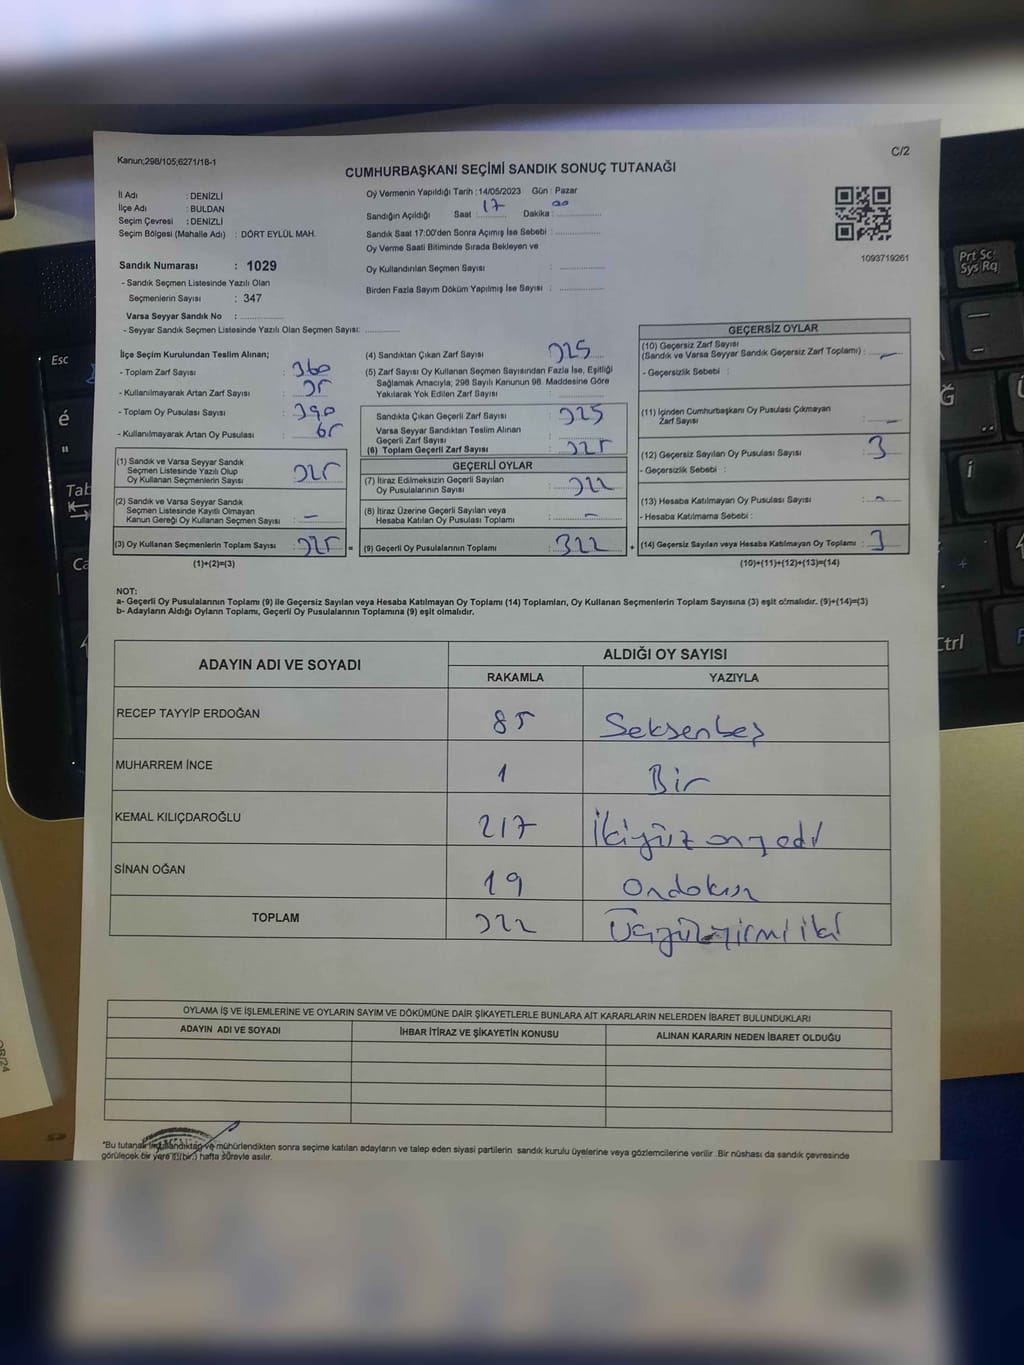 Kanun;298/105,6271/18-1
C/2
CUMHURBAŞKANI SEÇİMİ SANDIK SONUÇ TUTANAĞI
İl Adı : DENİZLİ
İlçe Adı : BULDAN
Seçim Çevresi : DENİZLİ
Seçim Bölgesi (Mahalle Adı) : DÖRT EYLÜL MAH.
Oy Vermenin Yapıldığı Tarih : 14/05/2023 Gün : Pazar
Sandığın Açıldığı Saat 17 Dakika : 00
Sandık Saat 17:00'den Sonra Açımış İse Sebebi :
Oy Verme Saati Bitiminde Sırada Bekleyen ve
Oy Kullandırılan Seçmen Sayısı :
Birden Fazla Sayım Döküm Yapılmış İse Sayısı :
1093719261
Sandık Numarası : 1029
- Sandık Seçmen Listesinde Yazılı Olan
Seçmenlerin Sayısı : 347
Varsa Seyyar Sandık No :
- Seyyar Sandık Seçmen Listesinde Yazılı Olan Seçmen Sayısı:
İlçe Seçim Kurulundan Teslim Alınan;
- Toplam Zarf Sayısı : 360
- Kullanılmayarak Artan Zarf Sayısı : 35
- Toplam Oy Pusulası Sayısı : 390
- Kullanılmayarak Artan Oy Pusulası : 65
(1) Sandık ve Varsa Seyyar Sandık
Seçmen Listesinde Yazılı Olup
Oy Kullanan Seçmenlerin Sayısı : 325
(2) Sandık ve Varsa Seyyar Sandık
Seçmen Listesinde Kayıtlı Olmayan
Kanun Gereği Oy Kullanan Seçmen Sayısı : -
(3) Oy Kullanan Seçmenlerin Toplam Sayısı : 325 =
(1)+(2)=(3)
(4) Sandıktan Çıkan Zarf Sayısı : 325
(5) Zarf Sayısı Oy Kullanan Seçmen Sayısından Fazla İse, Eşitliği
Sağlamak Amacıyla; 298 Sayılı Kanunun 98. Maddesine Göre
Yakılarak Yok Edilen Zarf Sayısı :
Sandıkta Çıkan Geçerli Zarf Sayısı : 325
Varsa Seyyar Sandıktan Teslim Alınan
Geçerli Zarf Sayısı :
(6) Toplam Geçerli Zarf Sayısı : 325
GEÇERLİ OYLAR
(7) İtiraz Edilmeksizin Geçerli Sayılan
Oy Pusulalarının Sayısı : 322
(8) İtiraz Üzerine Geçerli Sayılan veya
Hesaba Katılan Oy Pusulası Toplamı : -
(9) Geçerli Oy Pusulalarının Toplamı : 322 +
GEÇERSİZ OYLAR
(10) Geçersiz Zarf Sayısı
(Sandık ve Varsa Seyyar Sandık Geçersiz Zarf Toplamı) : -
- Geçersizlik Sebebi :
(11) İçinden Cumhurbaşkanı Oy Pusulası Çıkmayan
Zarf Sayısı : -
(12) Geçersiz Sayılan Oy Pusulası Sayısı : 3
- Geçersizlik Sebebi :
(13) Hesaba Katılmayan Oy Pusulası Sayısı : -
- Hesaba Katılmama Sebebi :
(14) Geçersiz Sayılan veya Hesaba Katılmayan Oy Toplamı : 3
(10)+(11)+(12)+(13)=(14)
NOT:
a- Geçerli Oy Pusulalarının Toplamı (9) ile Geçersiz Sayılan veya Hesaba Katılmayan Oy Toplamı (14) Toplamları, Oy Kullanan Seçmenlerin Toplam Sayısına (3) eşit olmalıdır. (9)+(14)=(3)
b- Adayların Aldığı Oyların Toplamı, Geçerli Oy Pusulalarının Toplamına (9) eşit olmalıdır.
ADAYIN ADI VE SOYADI
ALDIĞI OY SAYISI
RAKAMLA YAZIYLA
RECEP TAYYİP ERDOĞAN 85 Seksenbeş
MUHARREM İNCE 1 Bir
KEMAL KILIÇDAROĞLU 217 İkiyüz onyedi
SİNAN OĞAN 19 Ondokuz
TOPLAM 322 Üçyüzyirmi iki
OYLAMA İŞ VE İŞLEMLERİNE VE OYLARIN SAYIM VE DÖKÜMÜNE DAİR ŞİKAYETLERLE BUNLARA AİT KARARLARIN NELERDEN İBARET BULUNDUKLARI
ADAYIN ADI VE SOYADI İHBAR İTİRAZ VE ŞİKAYETİN KONUSU ALINAN KARARIN NEDEN İBARET OLDUĞU
*Bu tutanak mühürlendikten sonra seçime katılan adayların ve talep eden siyasi partilerin sandık kurulu üyelerine veya gözlemcilerine verilir .Bir nüshası da sandık çevresinde
görülecek bir yere (bir) hafta süreyle asılır.
Esc
é
"
Tab
Prt Sc
Sys Rq
Ğ
Ü
i
Ctrl